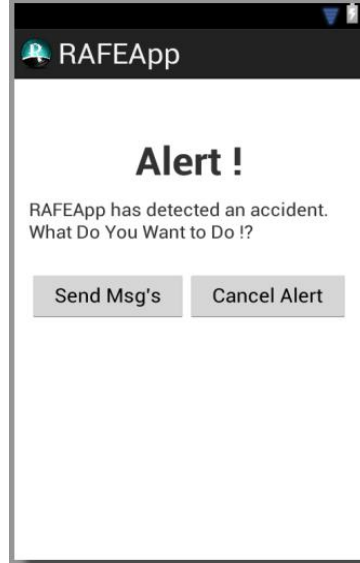 RAFEApp
Alert !
RAFEApp has detected an accident.
What Do You Want to Do !?
Send Msg's Cancel Alert